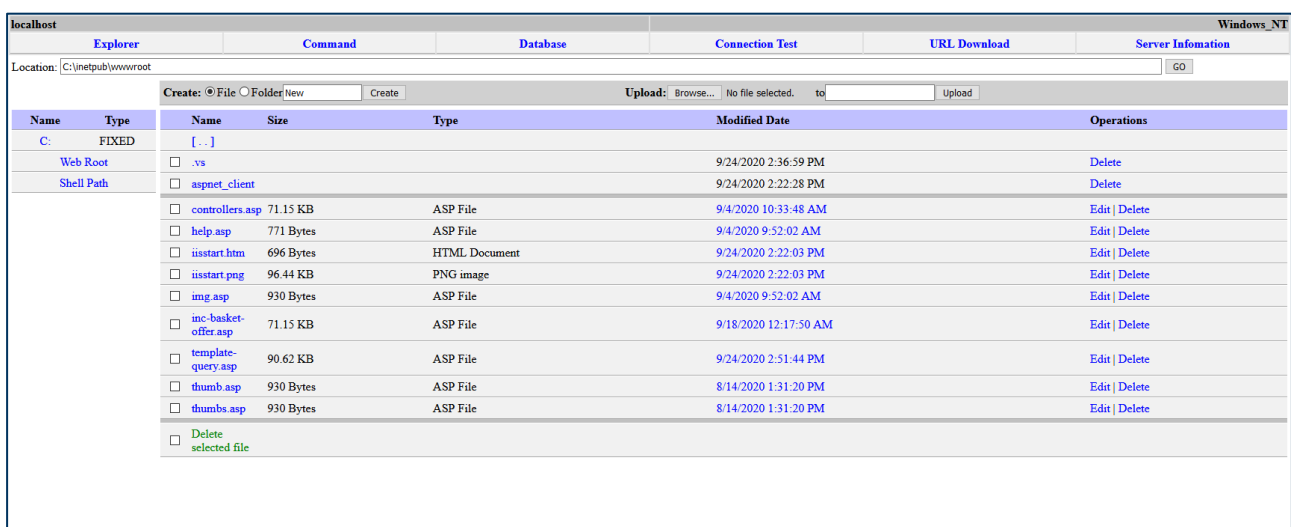 localhost Windows_NT
Explorer Command Database Connection Test URL Download Server Infomation
Location: C:\inetpub\wwwroot GO
Create: File Folder New Create Upload: Browse... No file selected. to Upload
Name Type Name Size Type Modified Date Operations
C: FIXED [ . . ]
Web Root .vs 9/24/2020 2:36:59 PM Delete
Shell Path aspnet_client 9/24/2020 2:22:28 PM Delete
controllers.asp 71.15 KB ASP File 9/4/2020 10:33:48 AM Edit | Delete
help.asp 771 Bytes ASP File 9/4/2020 9:52:02 AM Edit | Delete
iisstart.htm 696 Bytes HTML Document 9/24/2020 2:22:03 PM Edit | Delete
iisstart.png 96.44 KB PNG image 9/24/2020 2:22:03 PM Edit | Delete
img.asp 930 Bytes ASP File 9/4/2020 9:52:02 AM Edit | Delete
inc-basket-
offer.asp 71.15 KB ASP File 9/18/2020 12:17:50 AM Edit | Delete
template-
query.asp 90.62 KB ASP File 9/24/2020 2:51:44 PM Edit | Delete
thumb.asp 930 Bytes ASP File 8/14/2020 1:31:20 PM Edit | Delete
thumbs.asp 930 Bytes ASP File 8/14/2020 1:31:20 PM Edit | Delete
Delete
selected file